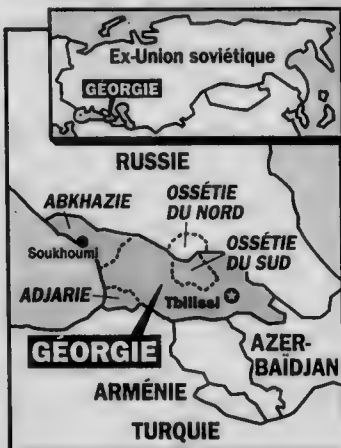 Ex-Union soviétique
GÉORGIE
RUSSIE
ABKHAZIE
OSSÉTIE
DU NORD
Soukhoumi
OSSÉTIE
DU SUD
ADJARIE
Tbilissi
GÉORGIE
AZER-
BAÏDJAN
ARMÉNIE
TURQUIE